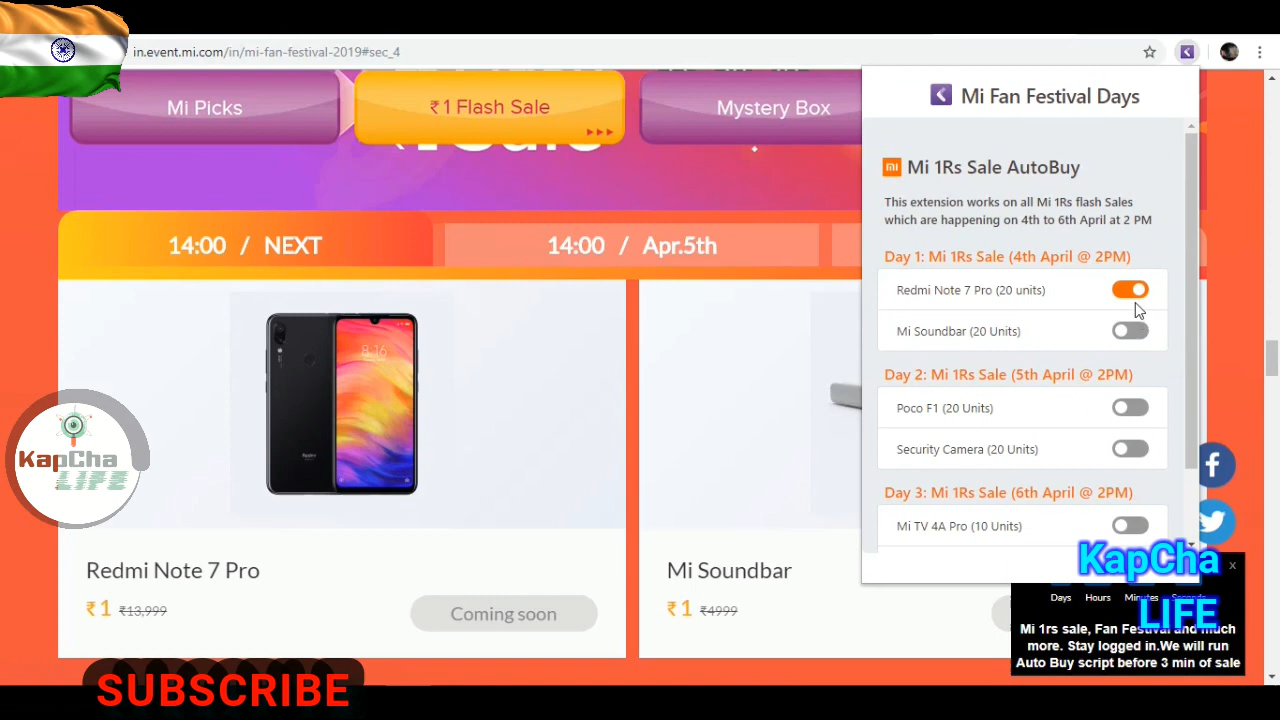 in.event.mi.com/in/mi-fan-festival-2019#sec_4
Mi Picks
₹1 Flash Sale
Mystery Box
14:00 / NEXT
14:00 / Apr.5th
Redmi Note 7 Pro
₹1 ₹13,999
Coming soon
Mi Soundbar
₹1 ₹4999
Mi Fan Festival Days
mi Mi 1Rs Sale AutoBuy
This extension works on all Mi 1Rs flash Sales
which are happening on 4th to 6th April at 2 PM
Day 1: Mi 1Rs Sale (4th April @ 2PM)
Redmi Note 7 Pro (20 units)
Mi Soundbar (20 Units)
Day 2: Mi 1Rs Sale (5th April @ 2PM)
Poco F1 (20 Units)
Security Camera (20 Units)
Day 3: Mi 1Rs Sale (6th April @ 2PM)
Mi TV 4A Pro (10 Units)
KapCha
LIFE
Days Hours Minutes Seconds
Mi 1rs sale, Fan Festival and much
more. Stay logged in.We will run
Auto Buy script before 3 min of sale
KapCha
LIFE
SUBSCRIBE